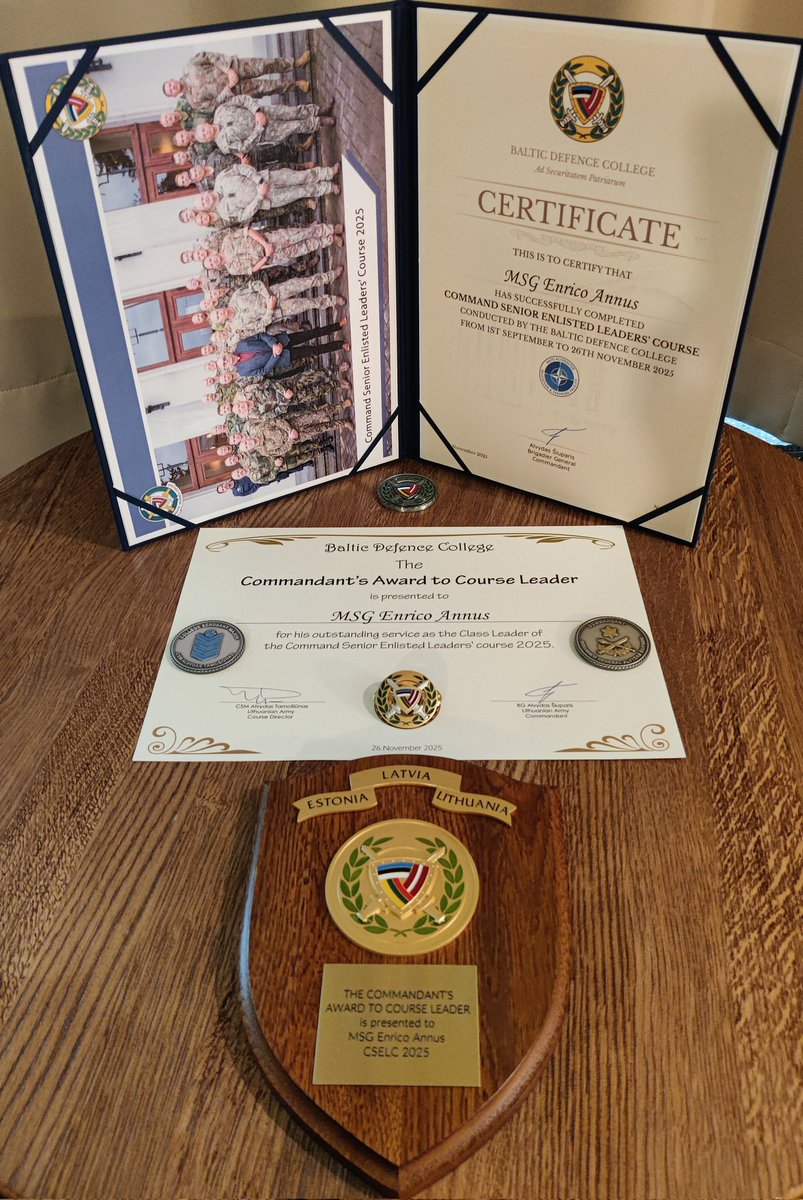 Command Senior Enlisted Leaders' Course 2025
BALTIC DEFENCE COLLEGE
Ad Securitatem Patriarum
CERTIFICATE
THIS IS TO CERTIFY THAT
MSG Enrico Annus
HAS SUCCESSFULLY COMPLETED
COMMAND SENIOR ENLISTED LEADERS' COURSE
CONDUCTED BY THE BALTIC DEFENCE COLLEGE
FROM 1ST SEPTEMBER TO 26TH NOVEMBER 2025
Alvydas Šiuparis
Brigadier General
Commandant
Baltic Defence College
The
Commandant's Award to Course Leader
is presented to
MSG Enrico Annus
for his outstanding service as the Class Leader of
the Command Senior Enlisted Leaders' course 2025.
CSM Alvydas Tamošiūnas
Lithuanian Army
Course Director
BG Alvydas Šiuparis
Lithuanian Army
Commandant
26 November 2025
ESTONIA LATVIA LITHUANIA
THE COMMANDANT'S
AWARD TO COURSE LEADER
is presented to
MSG Enrico Annus
CSELC 2025